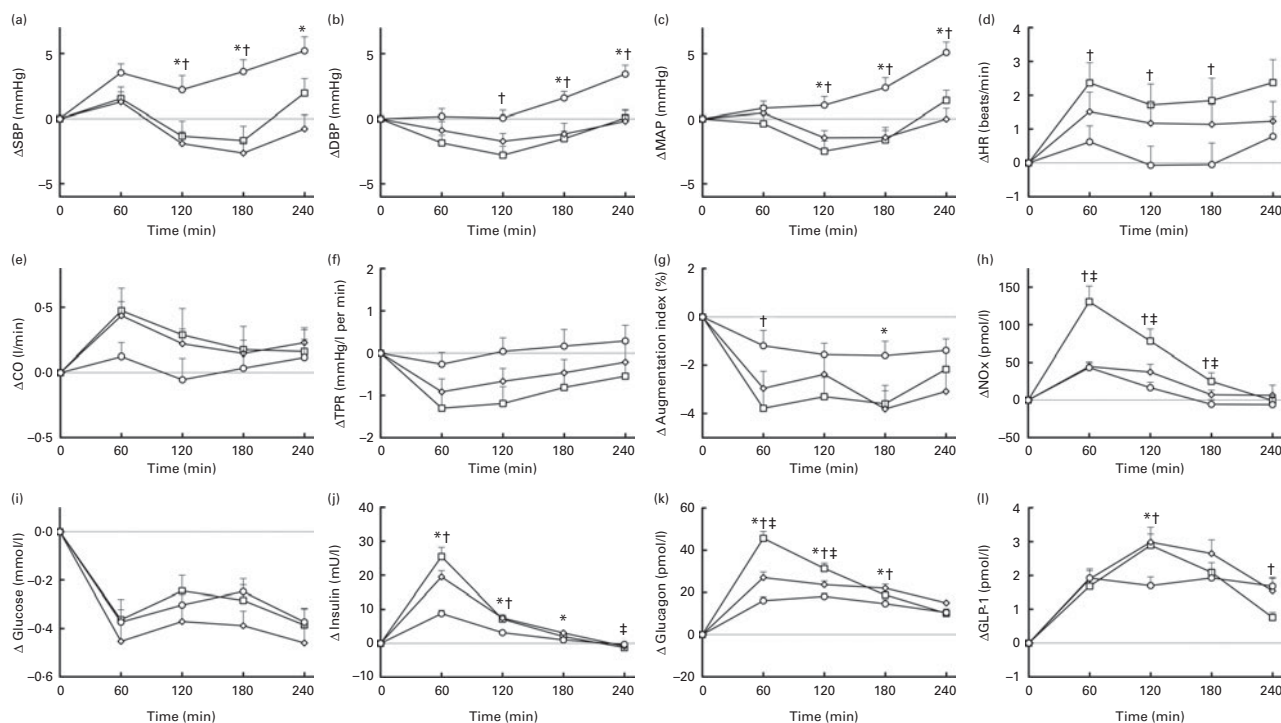 (a)
ΔSBP (mmHg)
5
0
–5
* †
* †
*
0 60 120 180 240
Time (min)
(b)
ΔDBP (mmHg)
5
0
–5
†
* †
* †
0 60 120 180 240
Time (min)
(c)
ΔMAP (mmHg)
5
0
–5
* †
* †
* †
0 60 120 180 240
Time (min)
(d)
ΔHR (beats/min)
4
3
2
1
0
–1
†
†
†
0 60 120 180 240
Time (min)
(e)
ΔCO (l/min)
0·5
0·0
–0·5
0 60 120 180 240
Time (min)
(f)
ΔTPR (mmHg/l per min)
2
1
0
–1
–2
0 60 120 180 240
Time (min)
(g)
Δ Augmentation index (%)
2
0
–2
–4
†
*
0 60 120 180 240
Time (min)
(h)
ΔNOx (pmol/l)
150
100
50
0
–50
†‡
†‡
†‡
0 60 120 180 240
Time (min)
(i)
Δ Glucose (mmol/l)
0·0
–0·2
–0·4
–0·6
0 60 120 180 240
Time (min)
(j)
Δ Insulin (mU/l)
40
30
20
10
0
–10
* †
* †
*
‡
0 60 120 180 240
Time (min)
(k)
Δ Glucogon (pmol/l)
60
40
20
0
–20
*†‡
*†‡
* †
0 60 120 180 240
Time (min)
(l)
ΔGLP-1 (pmol/l)
4
3
2
1
0
–1
* †
†
0 60 120 180 240
Time (min)